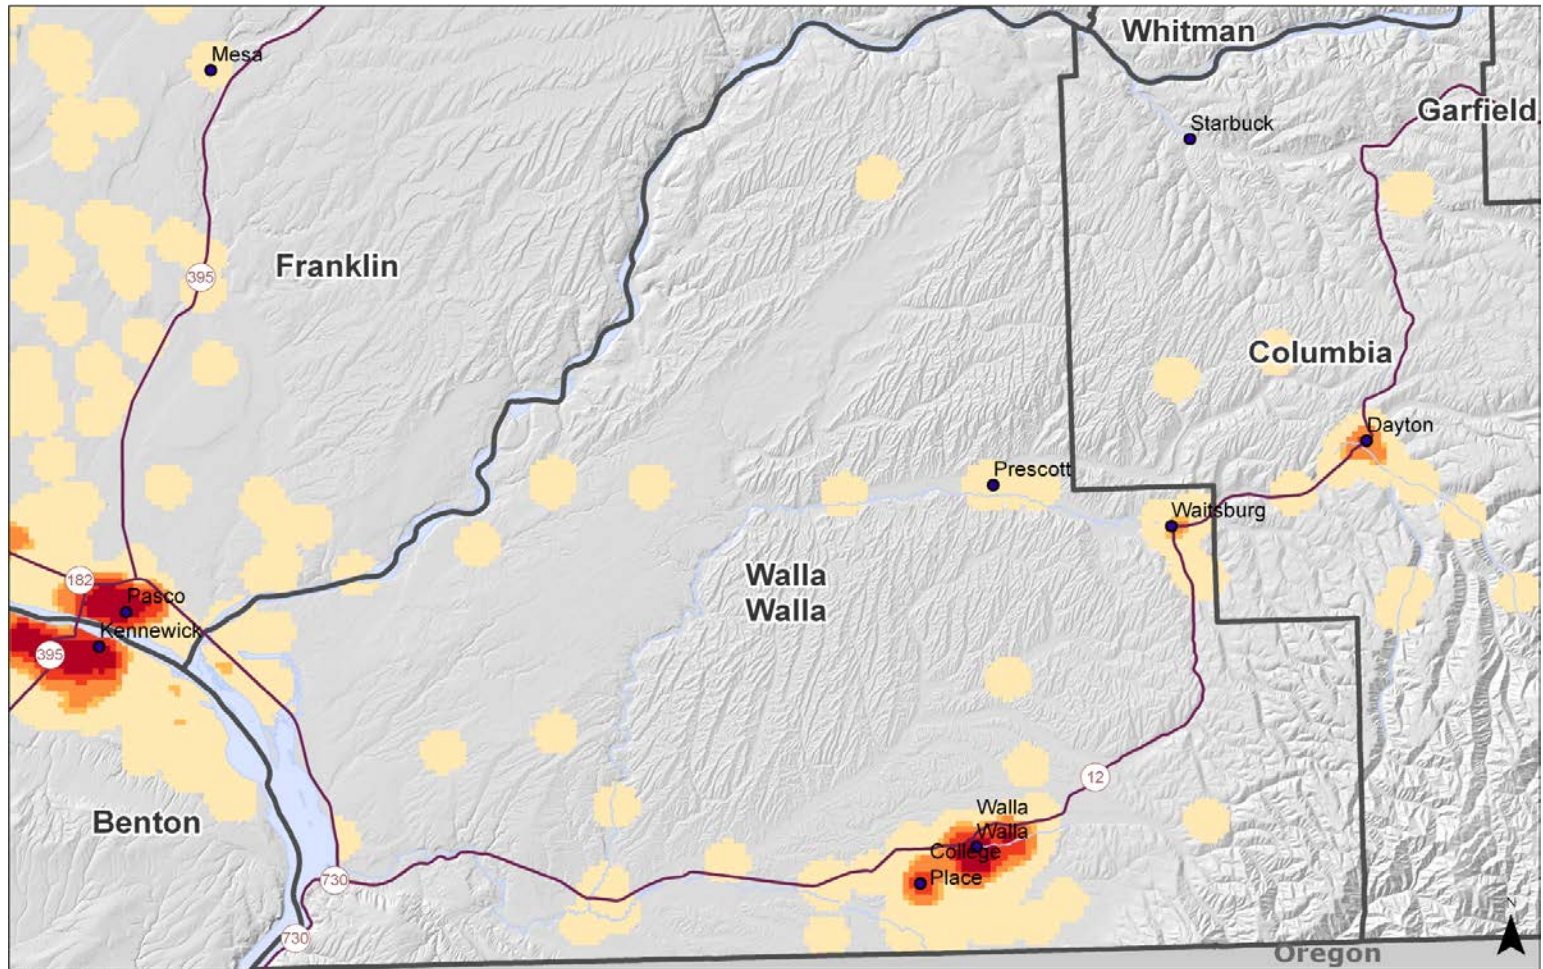 Whitman
Mesa
Garfield
Starbuck
Franklin
395
Columbia
Dayton
Prescott
Waitsburg
Walla
Walla
182
Pasco
Kennewick
395
12
Benton
Walla
Walla
College
Place
730
730
N
Oregon